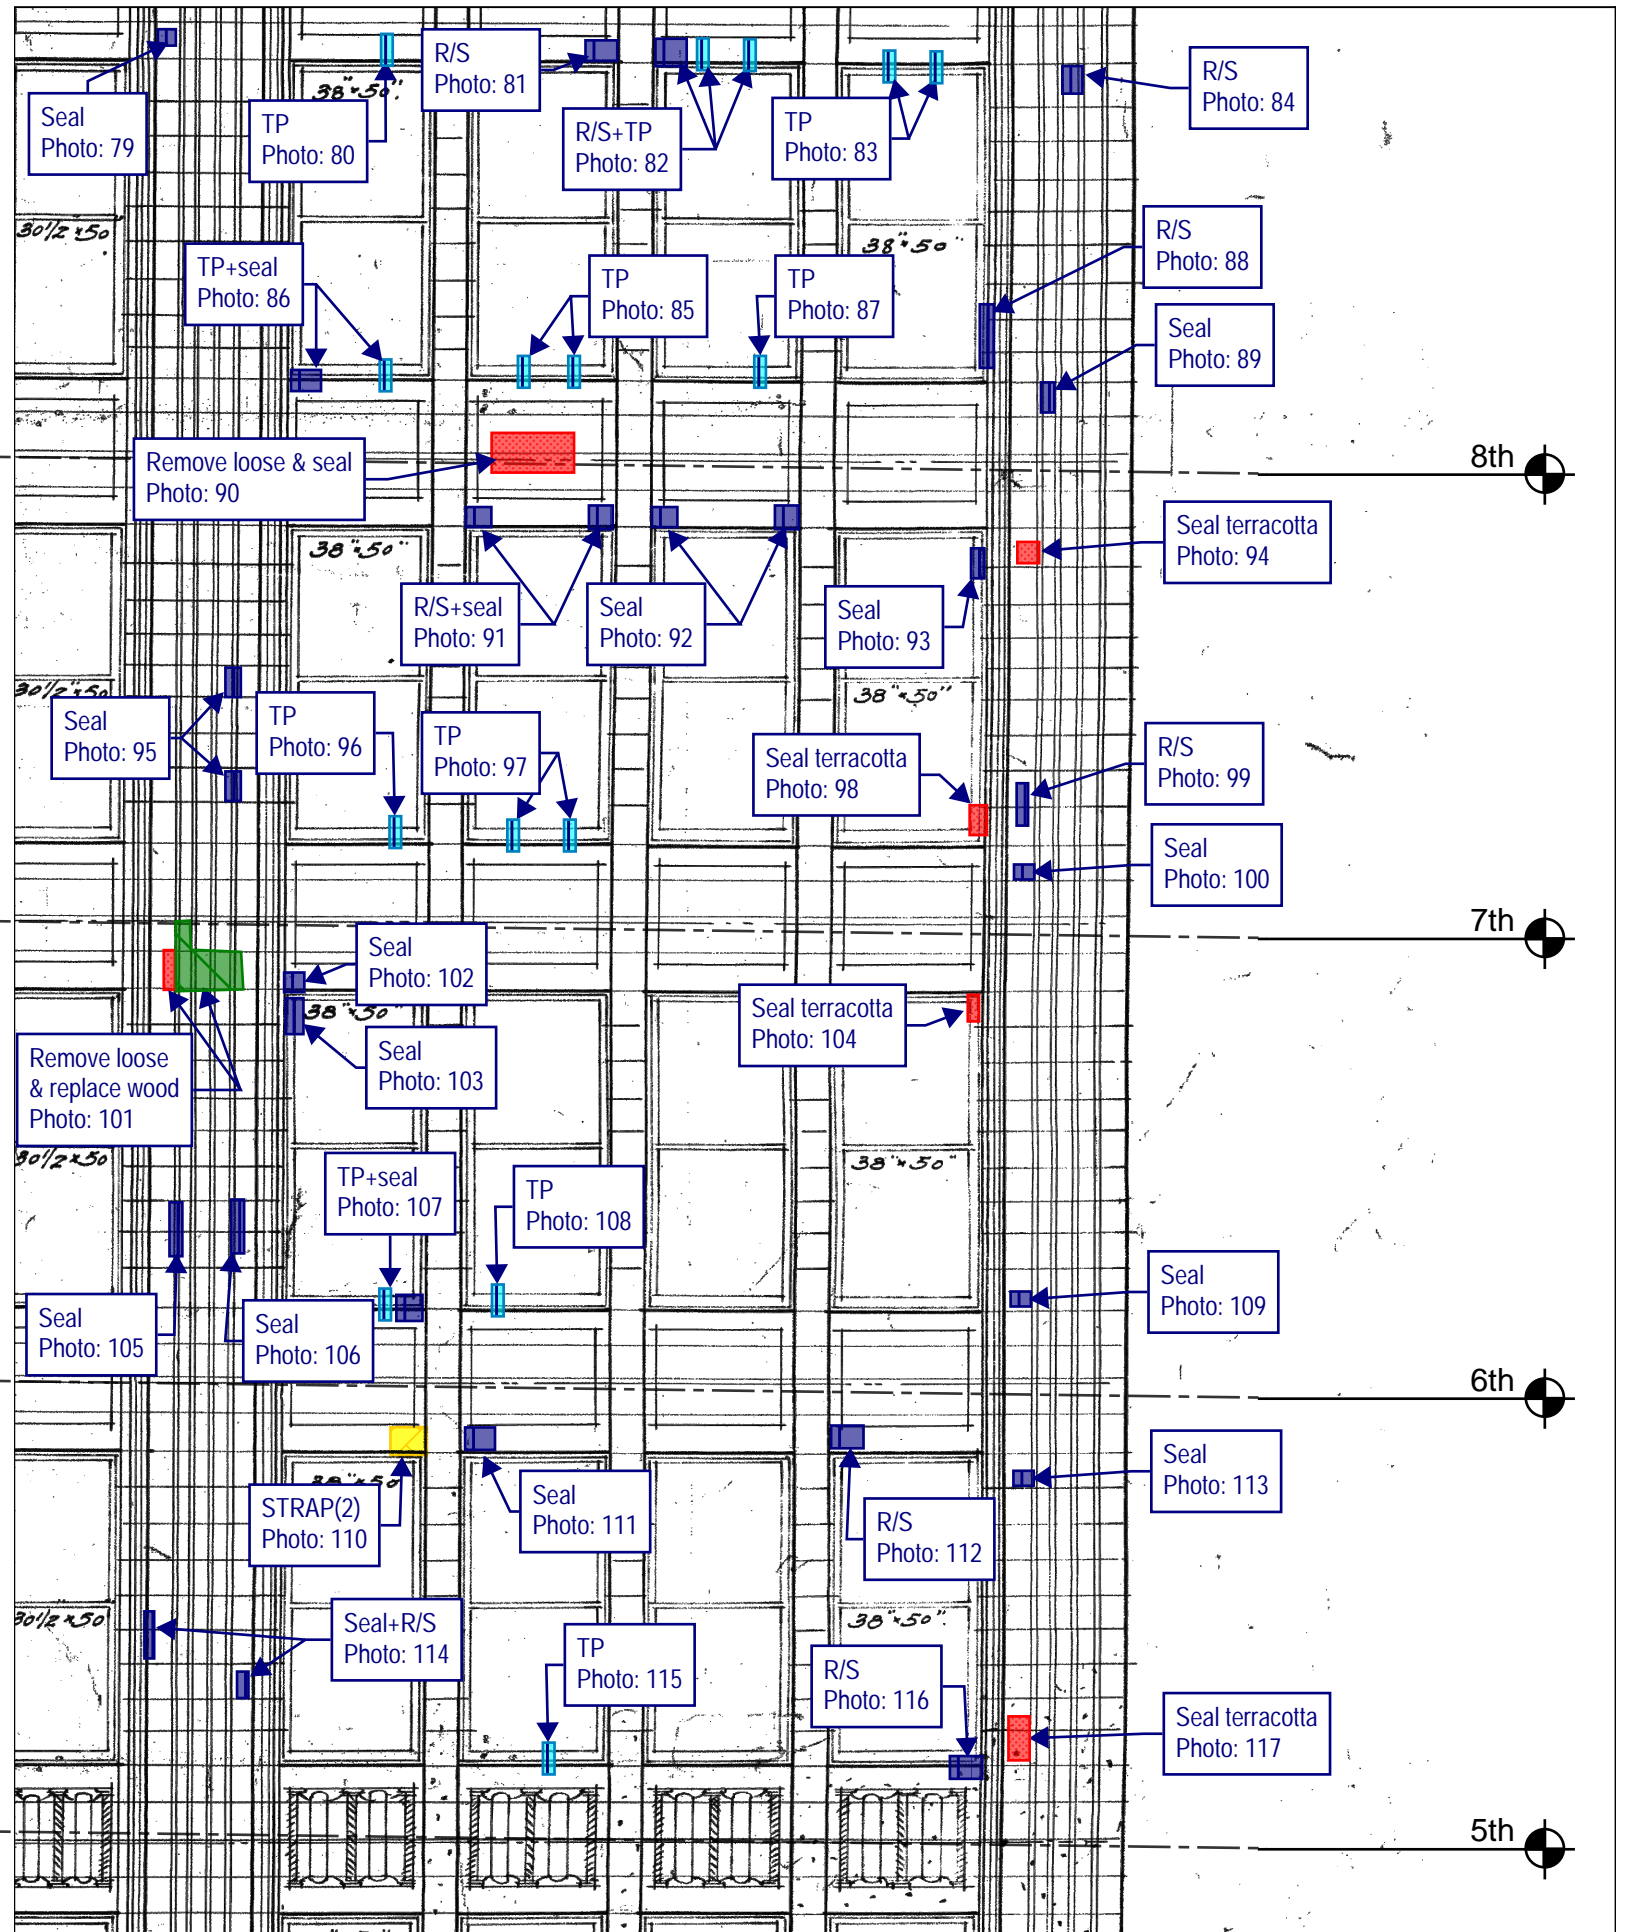 Seal
Photo: 79
TP
Photo: 80
R/S
Photo: 81
R/S+TP
Photo: 82
TP
Photo: 83
R/S
Photo: 84
38"x50"
30 1/2 x 50"
38"x50"
R/S
Photo: 88
TP+seal
Photo: 86
TP
Photo: 85
TP
Photo: 87
Seal
Photo: 89
Remove loose & seal
Photo: 90
8th
Seal terracotta
Photo: 94
38"x50"
R/S+seal
Photo: 91
Seal
Photo: 92
Seal
Photo: 93
30 1/2 x 50
38"x50"
Seal
Photo: 95
TP
Photo: 96
TP
Photo: 97
Seal terracotta
Photo: 98
R/S
Photo: 99
Seal
Photo: 100
7th
Seal
Photo: 102
38"x50"
Seal terracotta
Photo: 104
Remove loose
& replace wood
Photo: 101
Seal
Photo: 103
30 1/2 x 50
38"x50"
TP+seal
Photo: 107
TP
Photo: 108
Seal
Photo: 109
Seal
Photo: 105
Seal
Photo: 106
6th
38"x50
STRAP(2)
Photo: 110
Seal
Photo: 111
R/S
Photo: 112
Seal
Photo: 113
30 1/2 x 50
38"x50"
Seal+R/S
Photo: 114
TP
Photo: 115
R/S
Photo: 116
Seal terracotta
Photo: 117
5th